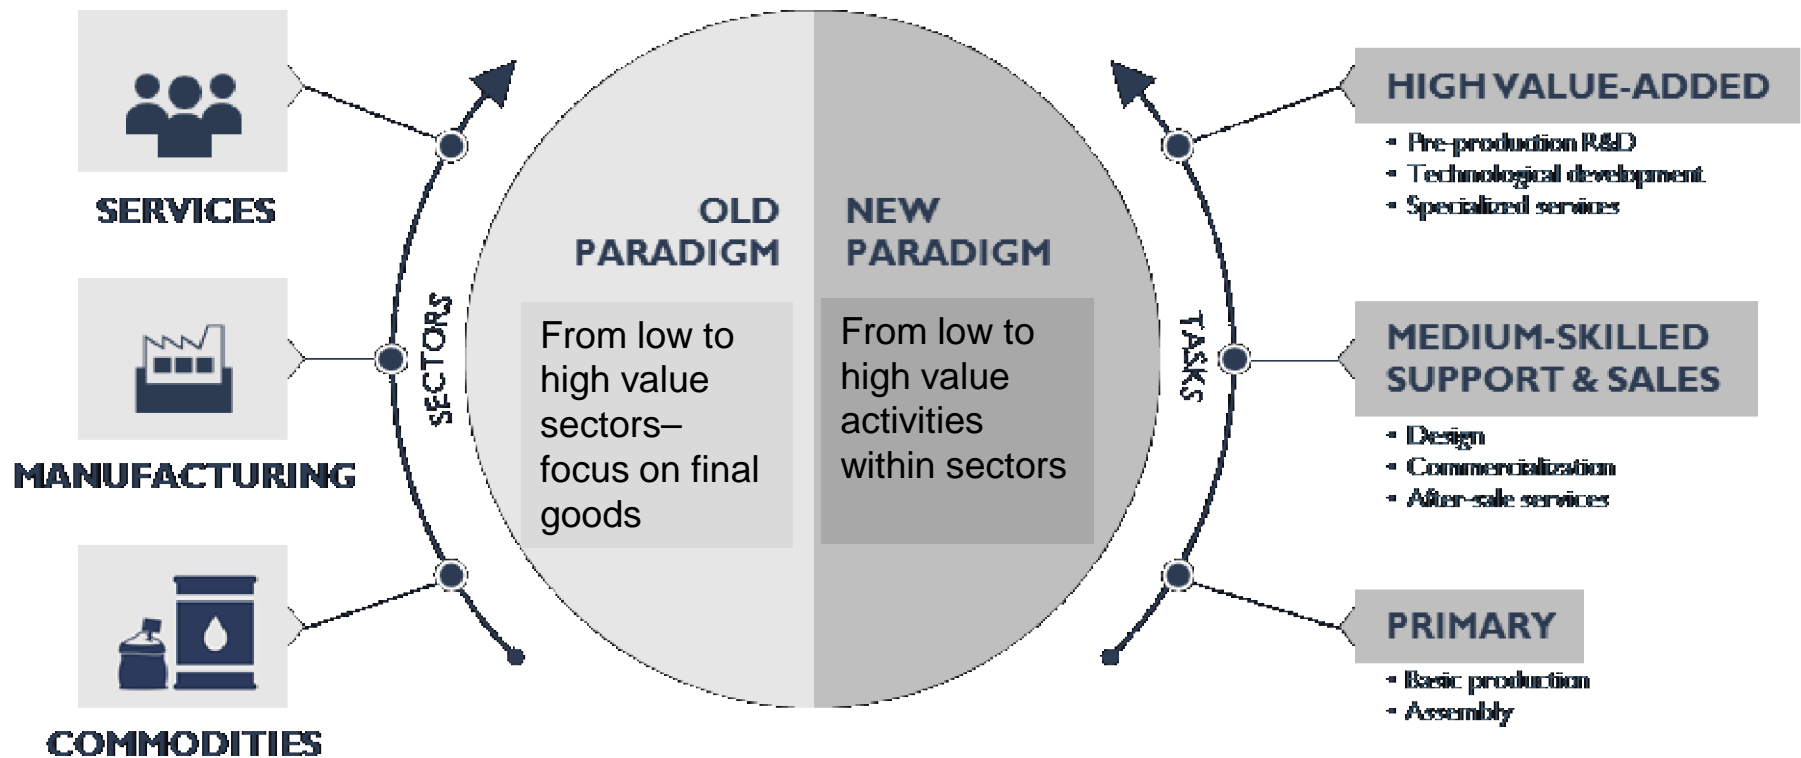 SERVICES
MANUFACTURING
COMMODITIES
SECTORS
OLD
PARADIGM
From low to
high value
sectors–
focus on final
goods
NEW
PARADIGM
From low to
high value
activities
within sectors
TASKS
HIGH VALUE-ADDED
• Pre-production R&D
• Technological development
• Specialized services
MEDIUM-SKILLED
SUPPORT & SALES
• Design
• Commercialization
• After-sale services
PRIMARY
• Basic production
• Assembly